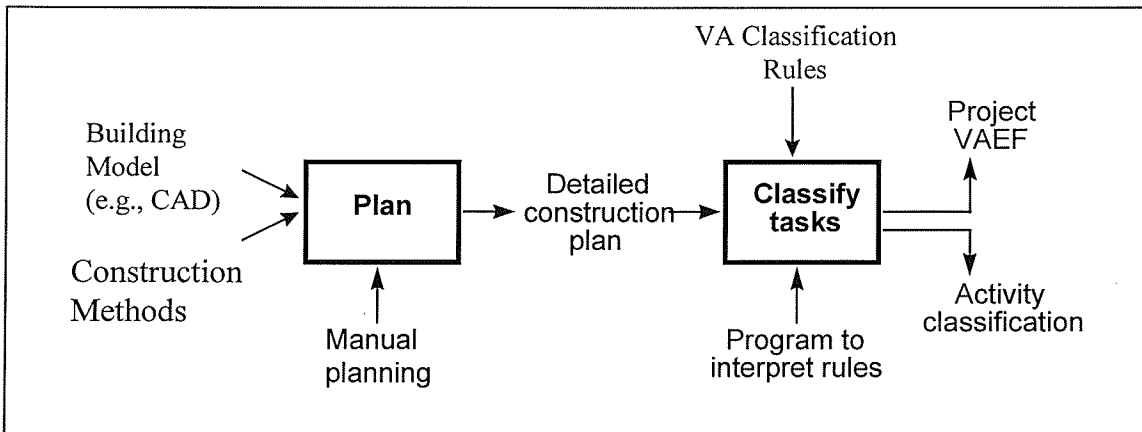 VA Classification
Rules
Building
Model
(e.g., CAD)
Construction
Methods
Plan
Manual
planning
Detailed
construction
plan
Classify
tasks
Program to
interpret rules
Project
VAEF
Activity
classification